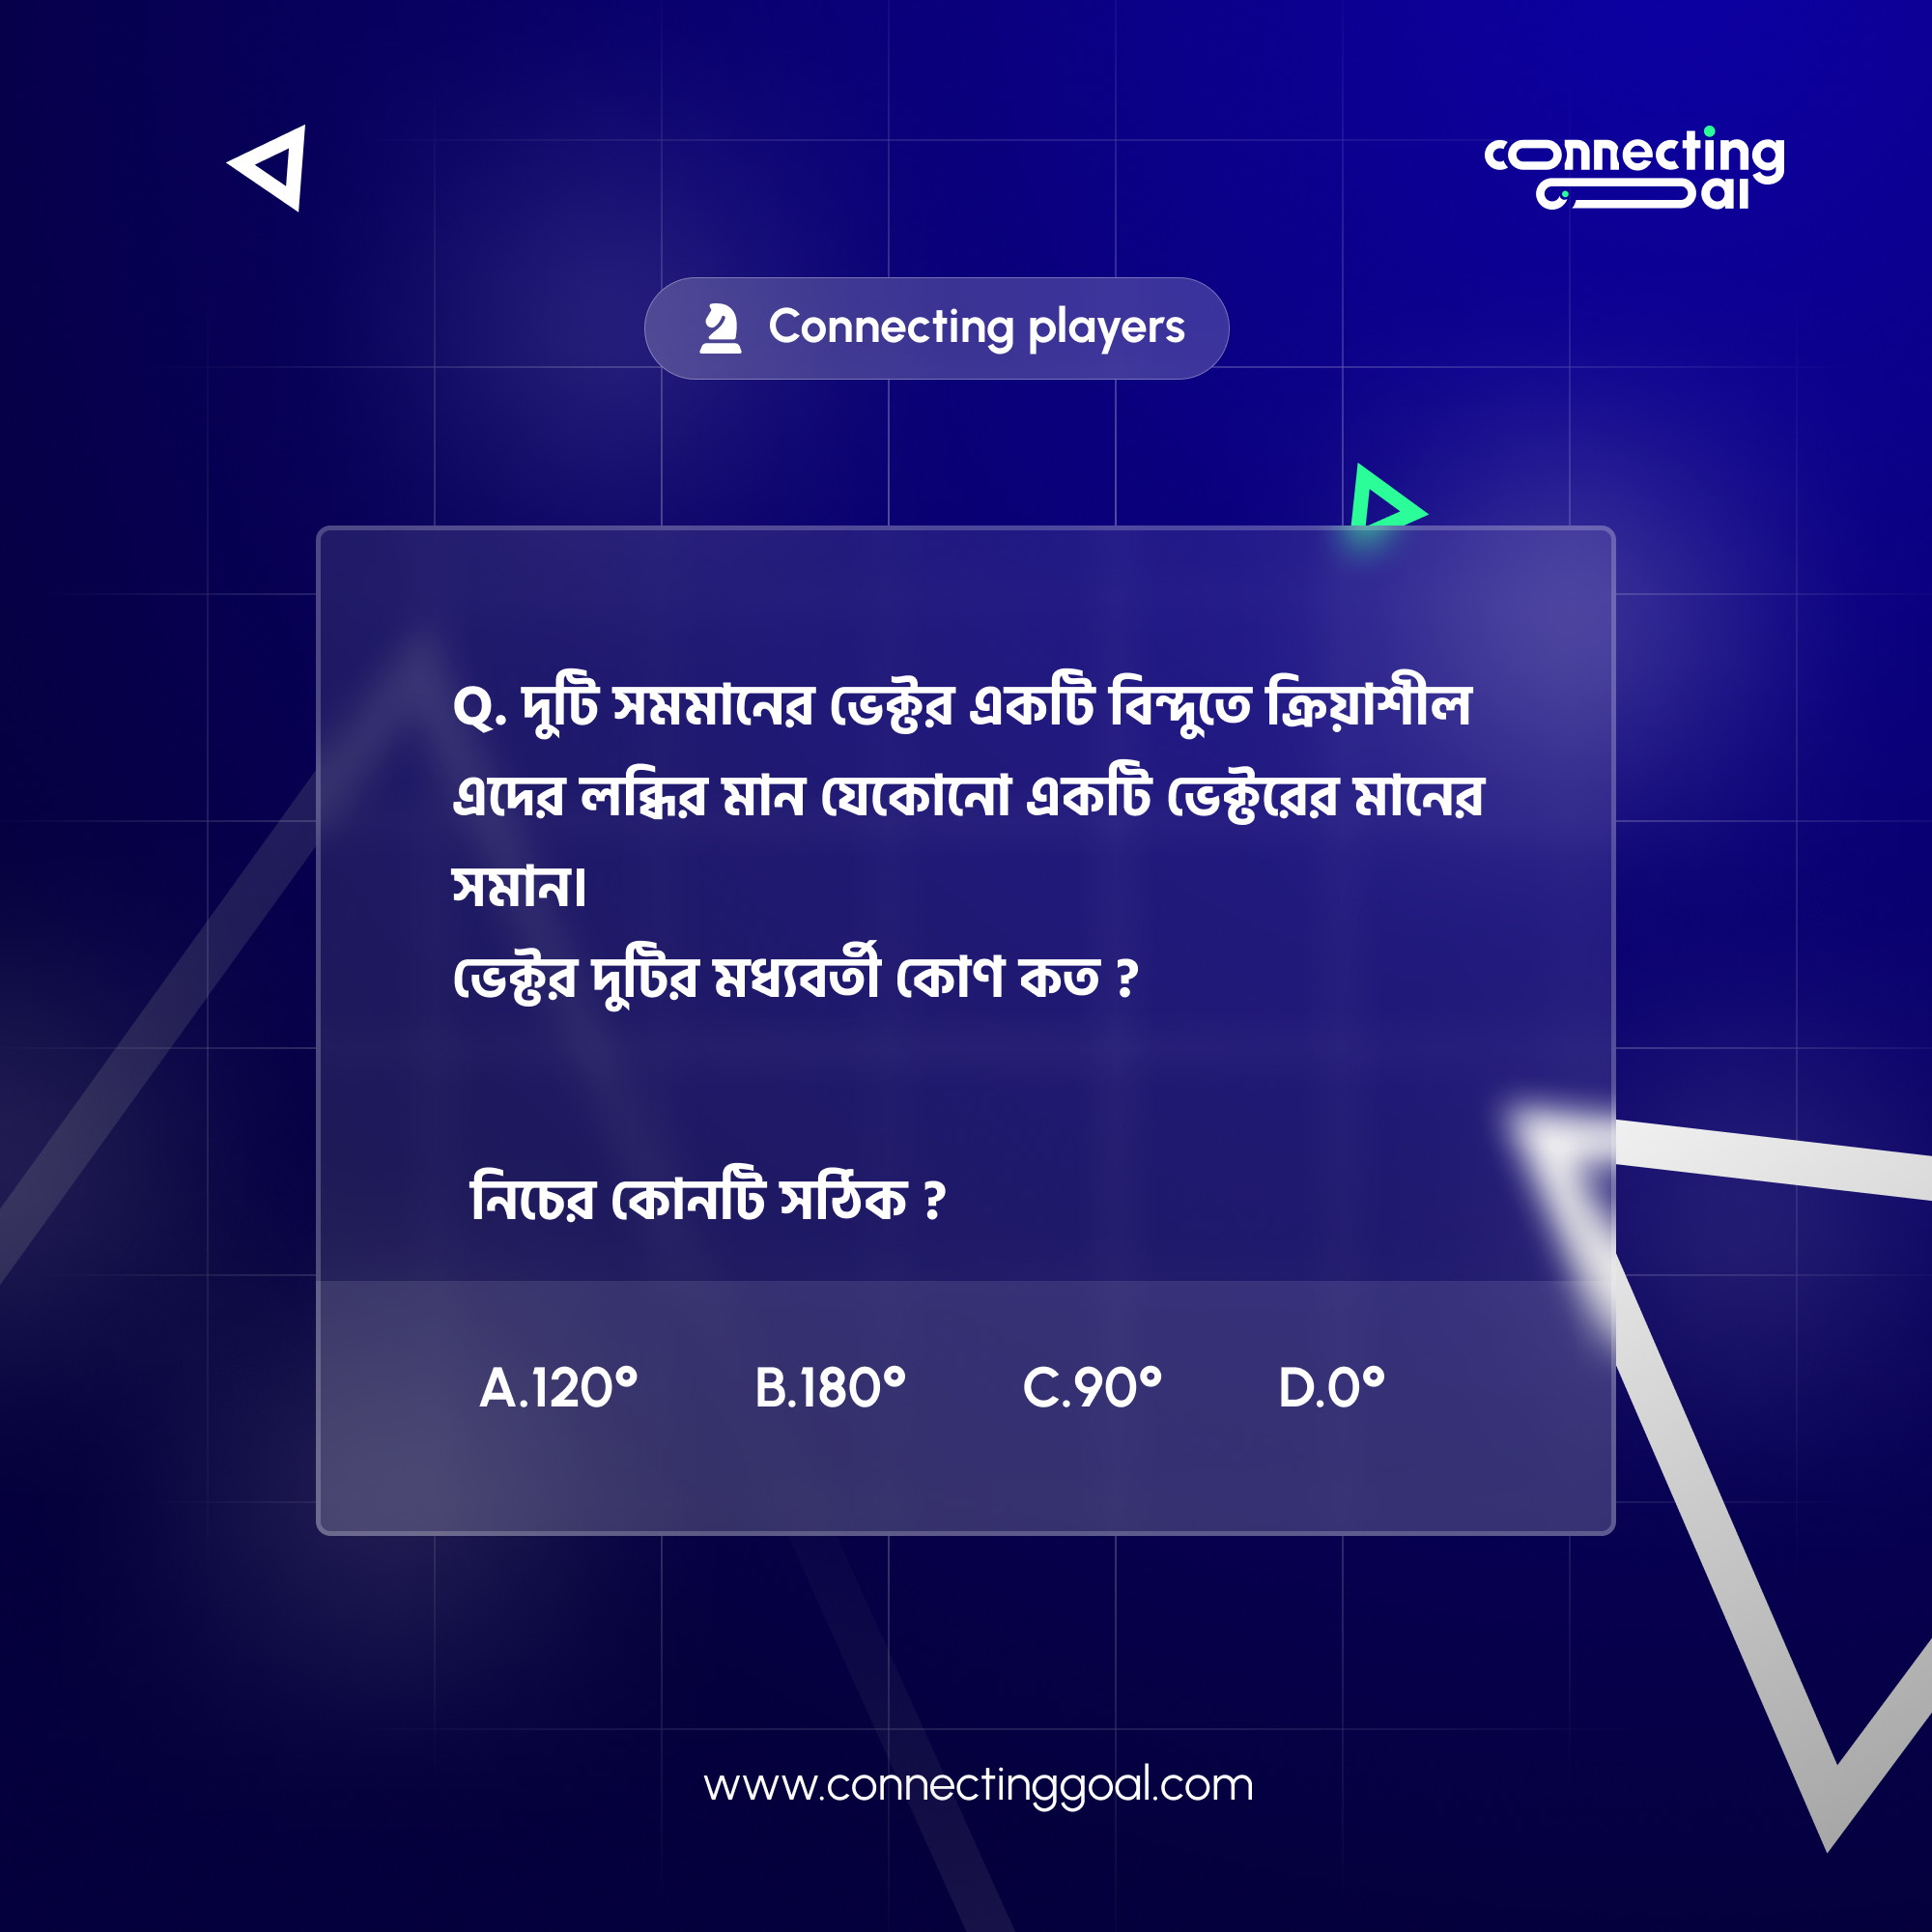 connecting
goal
Connecting players
Q. দুটি সমমানের ভেক্টর একটি বিন্দুতে ক্রিয়াশীল
এদের লব্ধির মান যেকোনো একটি ভেক্টরের মানের
সমান।
ভেক্টর দুটির মধ্যবর্তী কোণ কত ?
নিচের কোনটি সঠিক ?
A.120° B.180° C.90° D.0°
www.connectinggoal.com